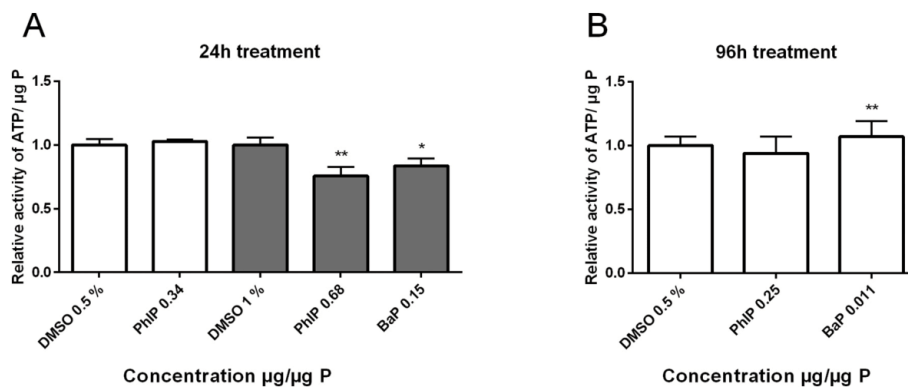 A
24h treatment
Relative activity of ATP/ µg P
1.5
1.0
0.5
0.0
**
*
DMSO 0.5 %
PhIP 0.34
DMSO 1 %
PhIP 0.68
BaP 0.15
Concentration µg/µg P
B
96h treatment
Relative activity of ATP/ µg P
1.5
1.0
0.5
0.0
**
DMSO 0.5 %
PhIP 0.25
BaP 0.011
Concentration µg/µg P